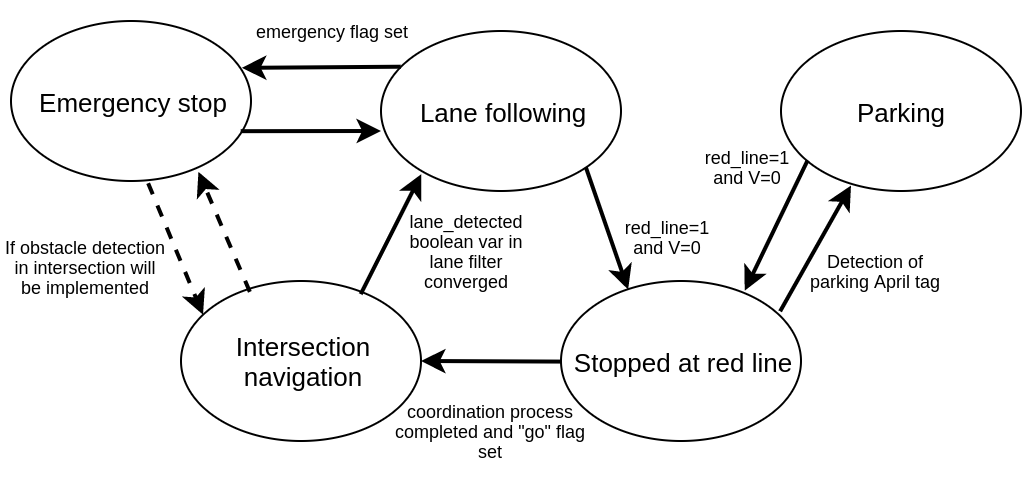 emergency flag set
Emergency stop
Lane following
Parking
red_line=1
and V=0
lane_detected
boolean var in
lane filter
converged
red_line=1
and V=0
If obstacle detection
in intersection will
be implemented
Detection of
parking April tag
Intersection
navigation
Stopped at red line
coordination process
completed and "go" flag
set